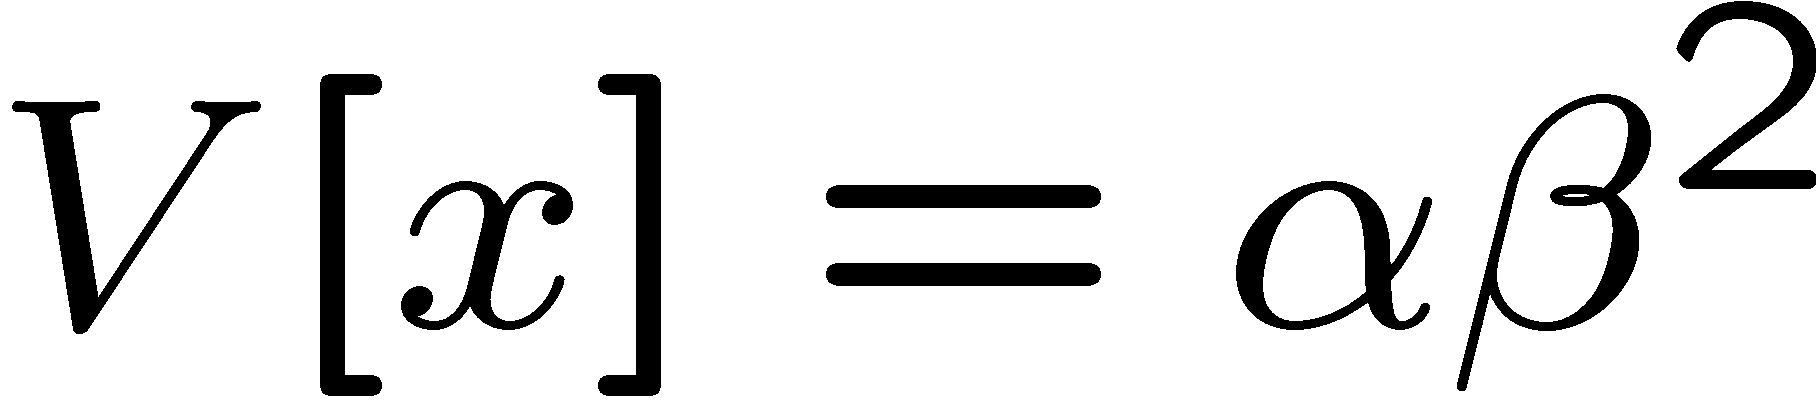 V[x] = αβ²